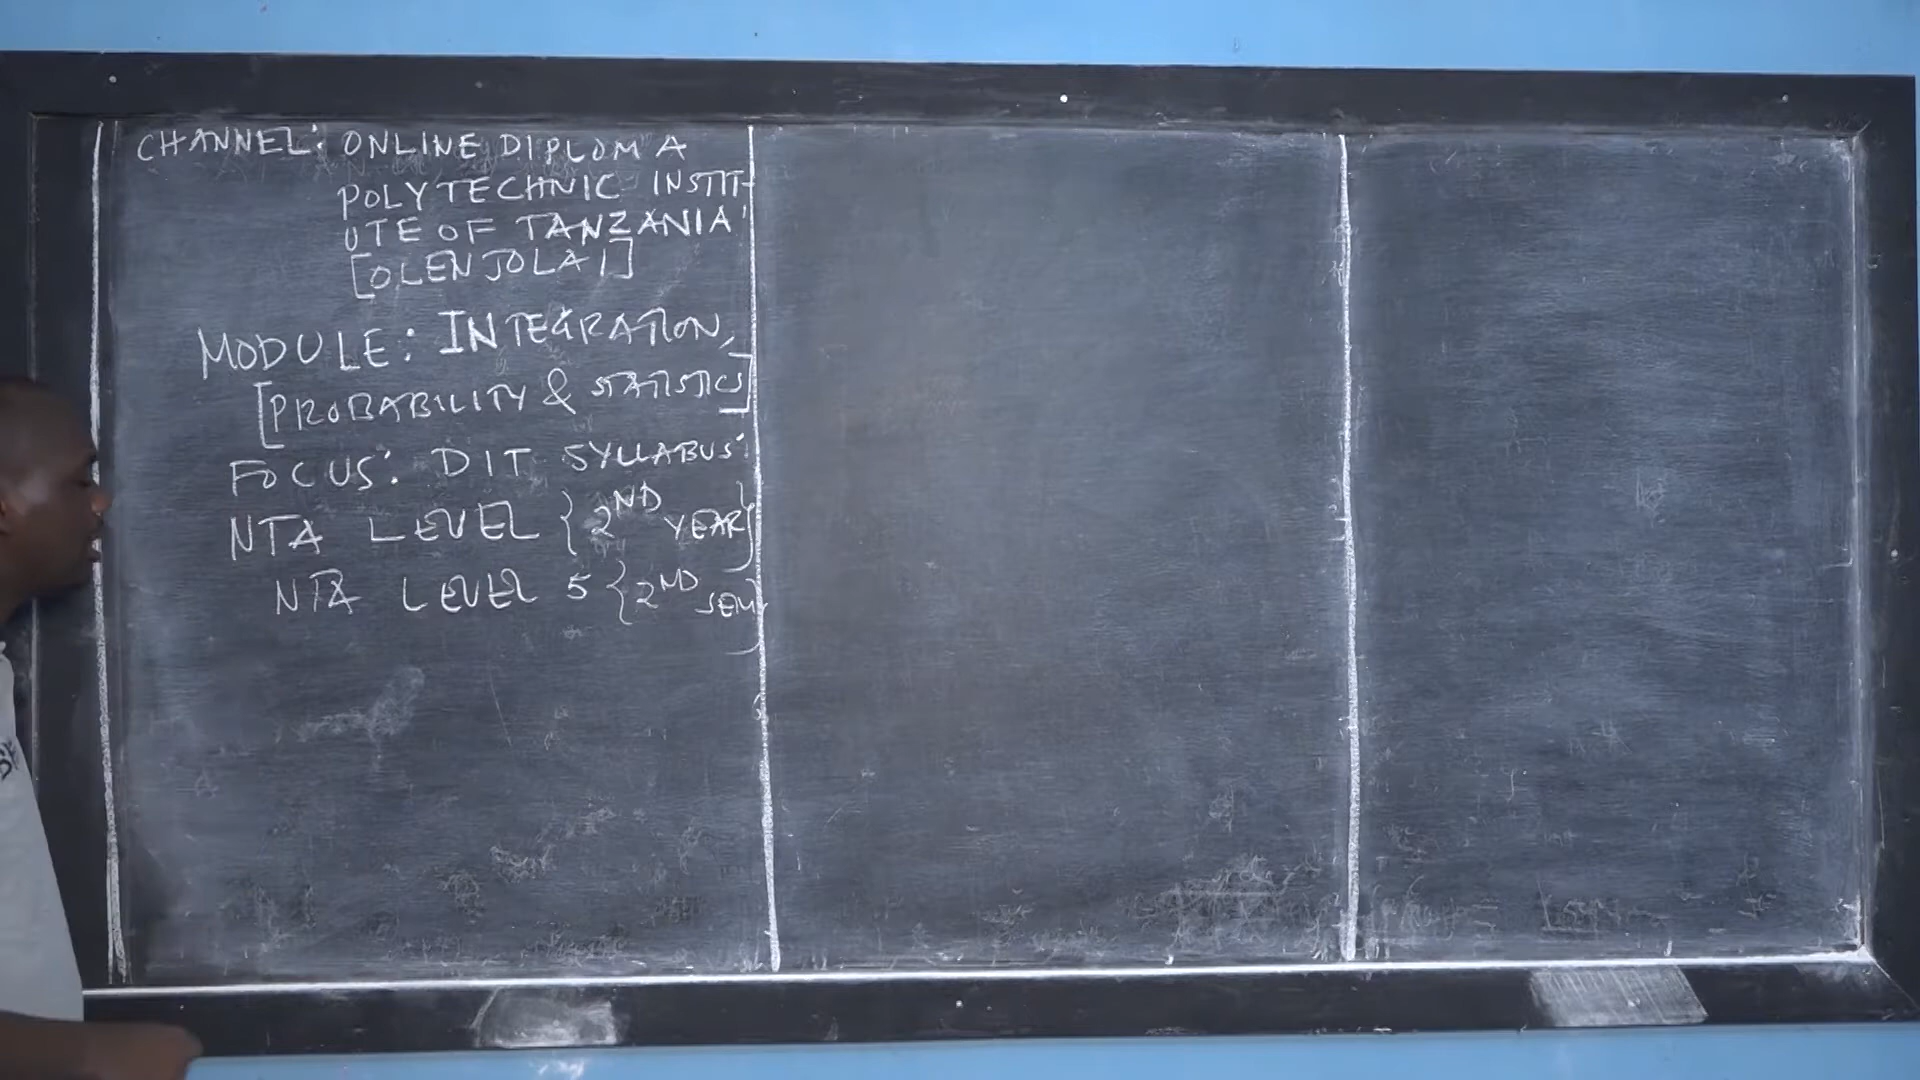 CHANNEL: ONLINE DIPLOMA
POLYTECHNIC INSTIT-
UTE OF TANZANIA
[OLENJOLAI]
MODULE: INTEGRATION,
[PROBABILITY & STATISTICS]
FOCUS: DIT SYLLABUS:
NTA LEVEL {2ND YEAR}
NTA LEVEL 5 {2ND SEM}